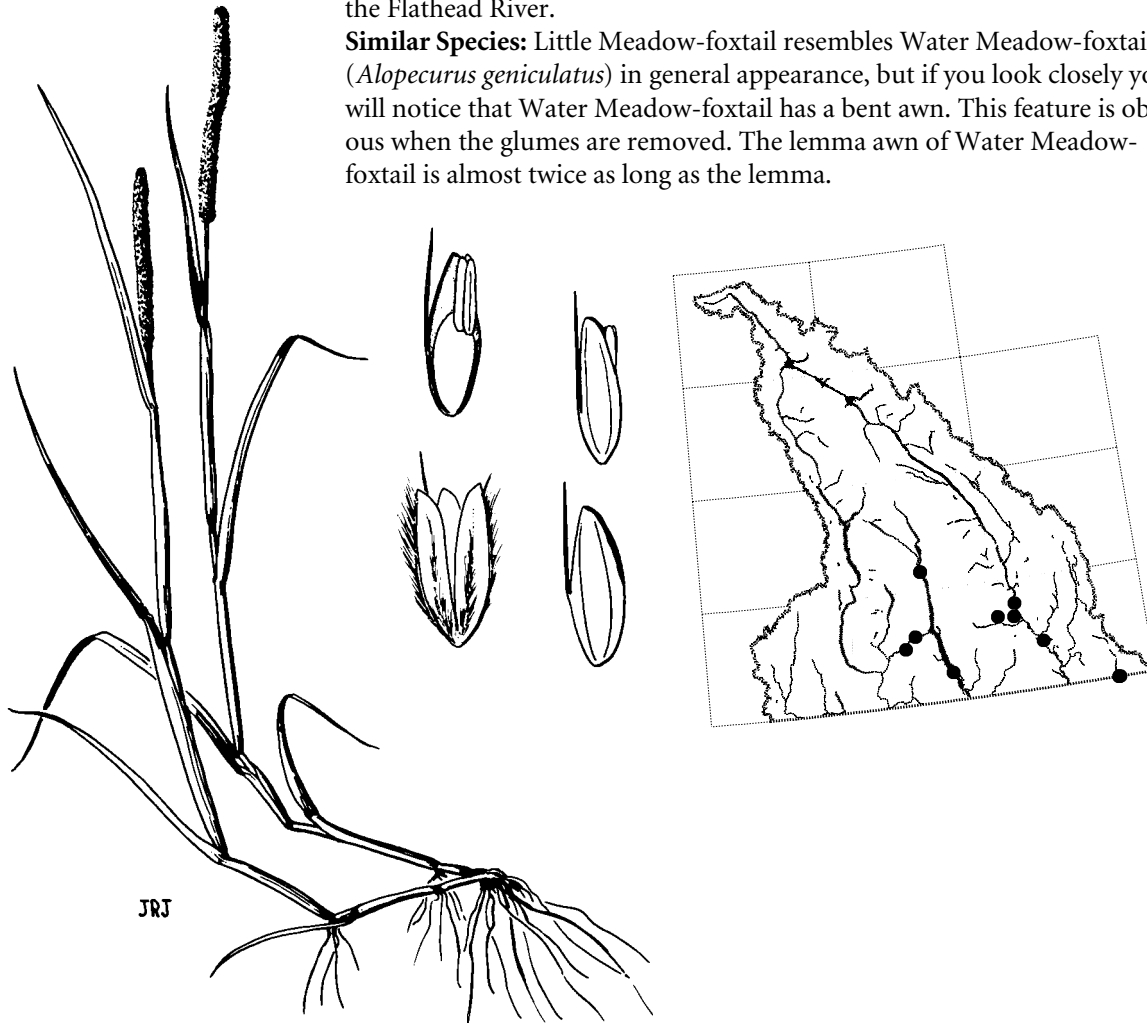 the Flathead River.
Similar Species: Little Meadow-foxtail resembles Water Meadow-foxtai
(Alopecurus geniculatus) in general appearance, but if you look closely yo
will notice that Water Meadow-foxtail has a bent awn. This feature is ob
ous when the glumes are removed. The lemma awn of Water Meadow-
foxtail is almost twice as long as the lemma.
JRJ